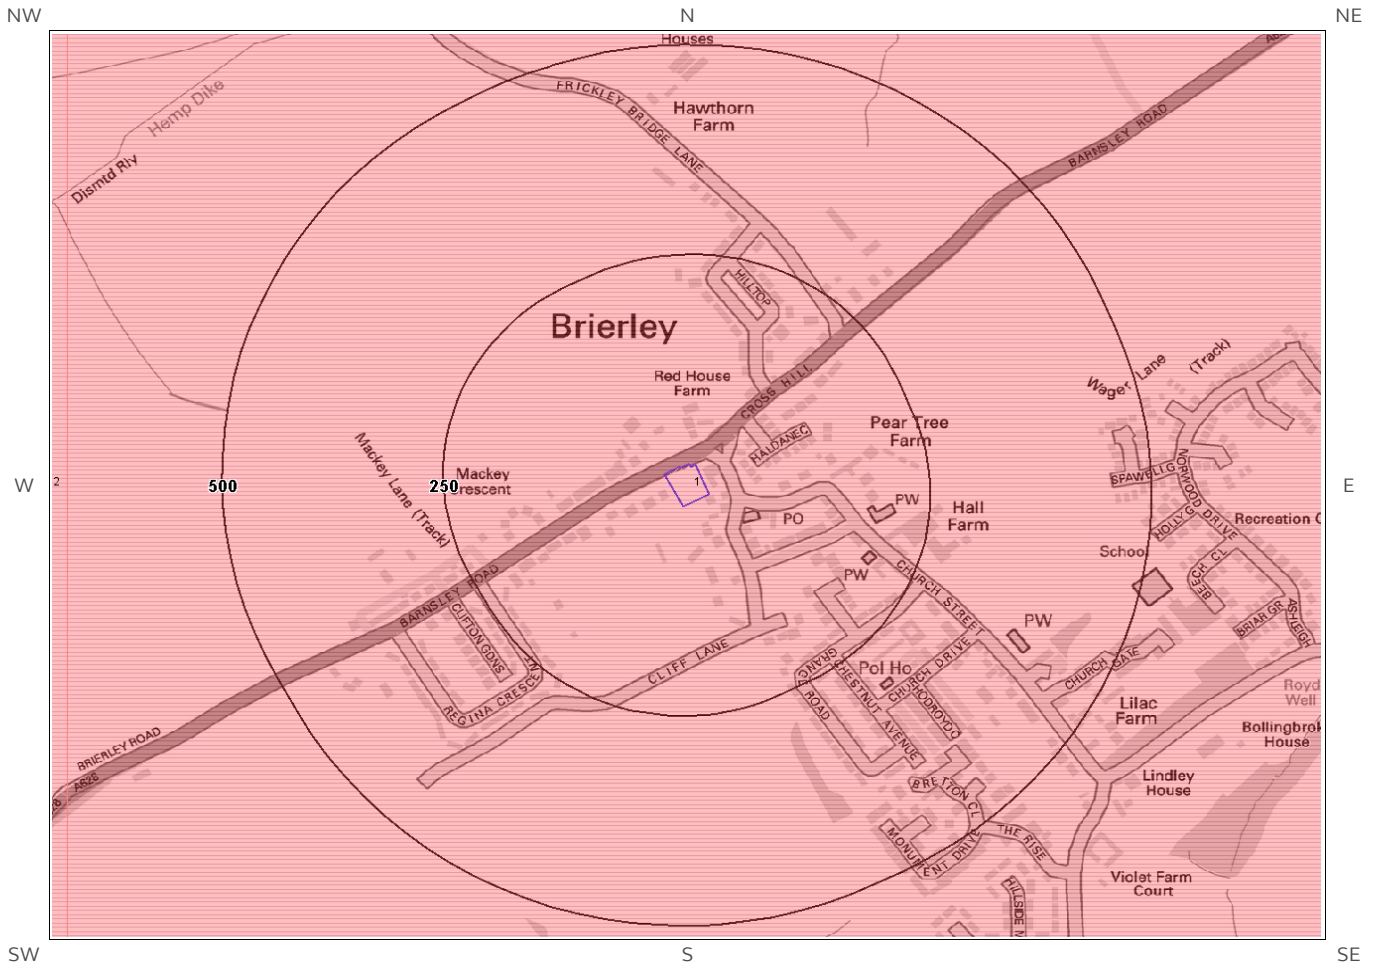 NW
N
NE
Houses
FRICKLEY BRIDGE LANE
Hemp Dike
Hawthorn
Farm
BARNSLEY ROAD
Dismtd Rly
HILLTOP
Brierley
Wager Lane
(Track)
Red House
Farm
CROSS HILL
Pear Tree
Farm
HALDANE C
Mackey Lane (Track)
Mackey
Crescent
W
2
500
250
1
SPAWELL G
NORWOOD DRIVE
E
PW
Hall
Farm
PO
HOLLY G
Recreation G
School
PW
BEECH CL
CHURCH STREET
BARNSLEY ROAD
CLIFTON GDNS
BRIAR GR
ASHLEIGH
PW
CLIFF LANE
REGINA CRESCENT
GRANGE ROAD
Pol Ho
CHESTNUT AVENUE
CHURCH DRIVE
HODROYD C
CHURCH GATE
Royd
Well
Lilac
Farm
BRIERLEY ROAD
A628
Bollingbrok
House
BRETTON CL
Lindley
House
MONUMENT DRIVE
THE RISE
Violet Farm
Court
HILLSIDE M
SW
S
SE